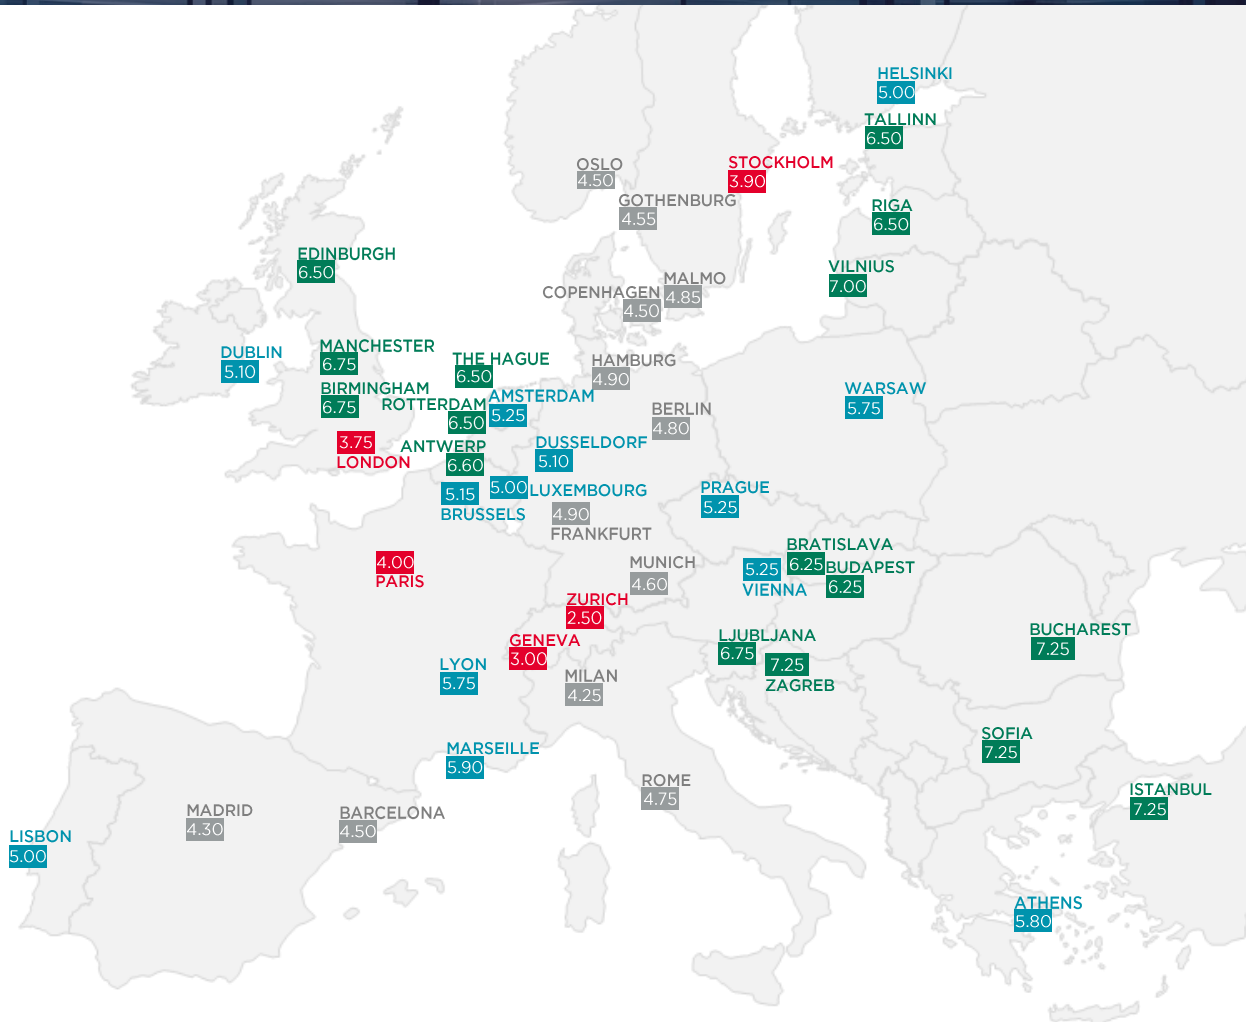 HELSINKI
5.00
TALLINN
6.50
OSLO
4.50
STOCKHOLM
3.90
GOTHENBURG
4.55
RIGA
6.50
EDINBURGH
6.50
VILNIUS
7.00
MALMO
4.85
COPENHAGEN
4.50
DUBLIN
5.10
MANCHESTER
6.75
THE HAGUE
6.50
HAMBURG
4.90
BIRMINGHAM
6.75
ROTTERDAM
6.50
AMSTERDAM
5.25
WARSAW
5.75
BERLIN
4.80
3.75
LONDON
ANTWERP
6.60
DUSSELDORF
5.10
5.15
BRUSSELS
5.00 LUXEMBOURG
PRAGUE
5.25
4.90
FRANKFURT
BRATISLAVA
6.25
BUDAPEST
6.25
5.25
VIENNA
4.00
PARIS
MUNICH
4.60
ZURICH
2.50
GENEVA
3.00
LJUBLJANA
6.75
7.25
ZAGREB
BUCHAREST
7.25
LYON
5.75
MILAN
4.25
SOFIA
7.25
MARSEILLE
5.90
ROME
4.75
ISTANBUL
7.25
MADRID
4.30
BARCELONA
4.50
LISBON
5.00
ATHENS
5.80